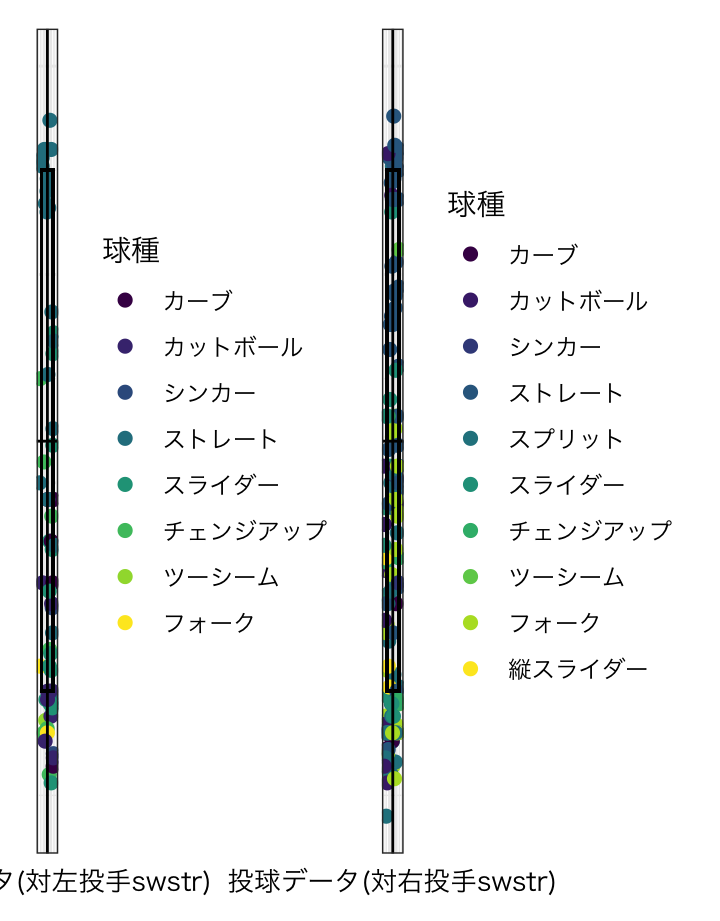 球種
カーブ
カットボール
シンカー
ストレート
スライダー
チェンジアップ
ツーシーム
フォーク
球種
カーブ
カットボール
シンカー
ストレート
スプリット
スライダー
チェンジアップ
ツーシーム
フォーク
縦スライダー
タ(対左投手swstr)
投球データ(対右投手swstr)